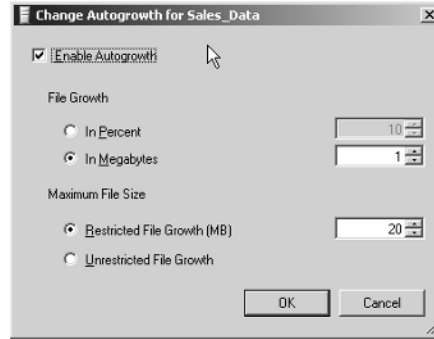 Change Autogrowth for Sales_Data
Enable Autogrowth
File Growth
In Percent 10
In Megabytes 1
Maximum File Size
Restricted File Growth (MB) 20
Unrestricted File Growth
OK Cancel